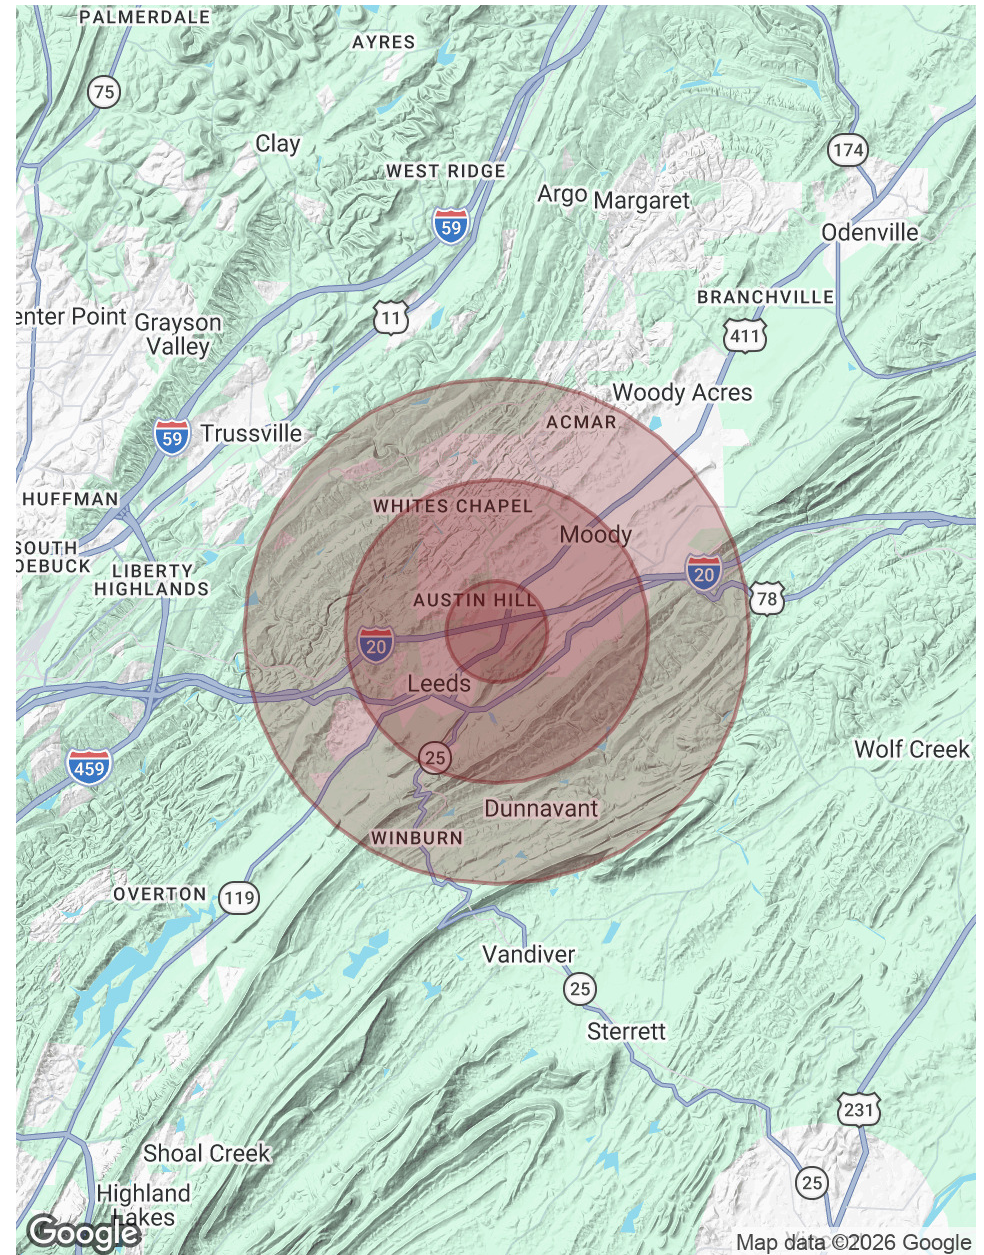 PALMERDALE
AYRES
75
Clay
174
WEST RIDGE
Argo
Margaret
59
Odenville
BRANCHVILLE
enter Point
Grayson
Valley
11
411
Woody Acres
ACMAR
59
Trussville
HUFFMAN
WHITES CHAPEL
Moody
SOUTH
OEBUCK
LIBERTY
HIGHLANDS
20
78
AUSTIN HILL
20
Leeds
25
459
Wolf Creek
Dunnavant
WINBURN
OVERTON
119
Vandiver
25
Sterrett
231
Shoal Creek
25
Highland
Lakes
Google
Map data ©2026 Google